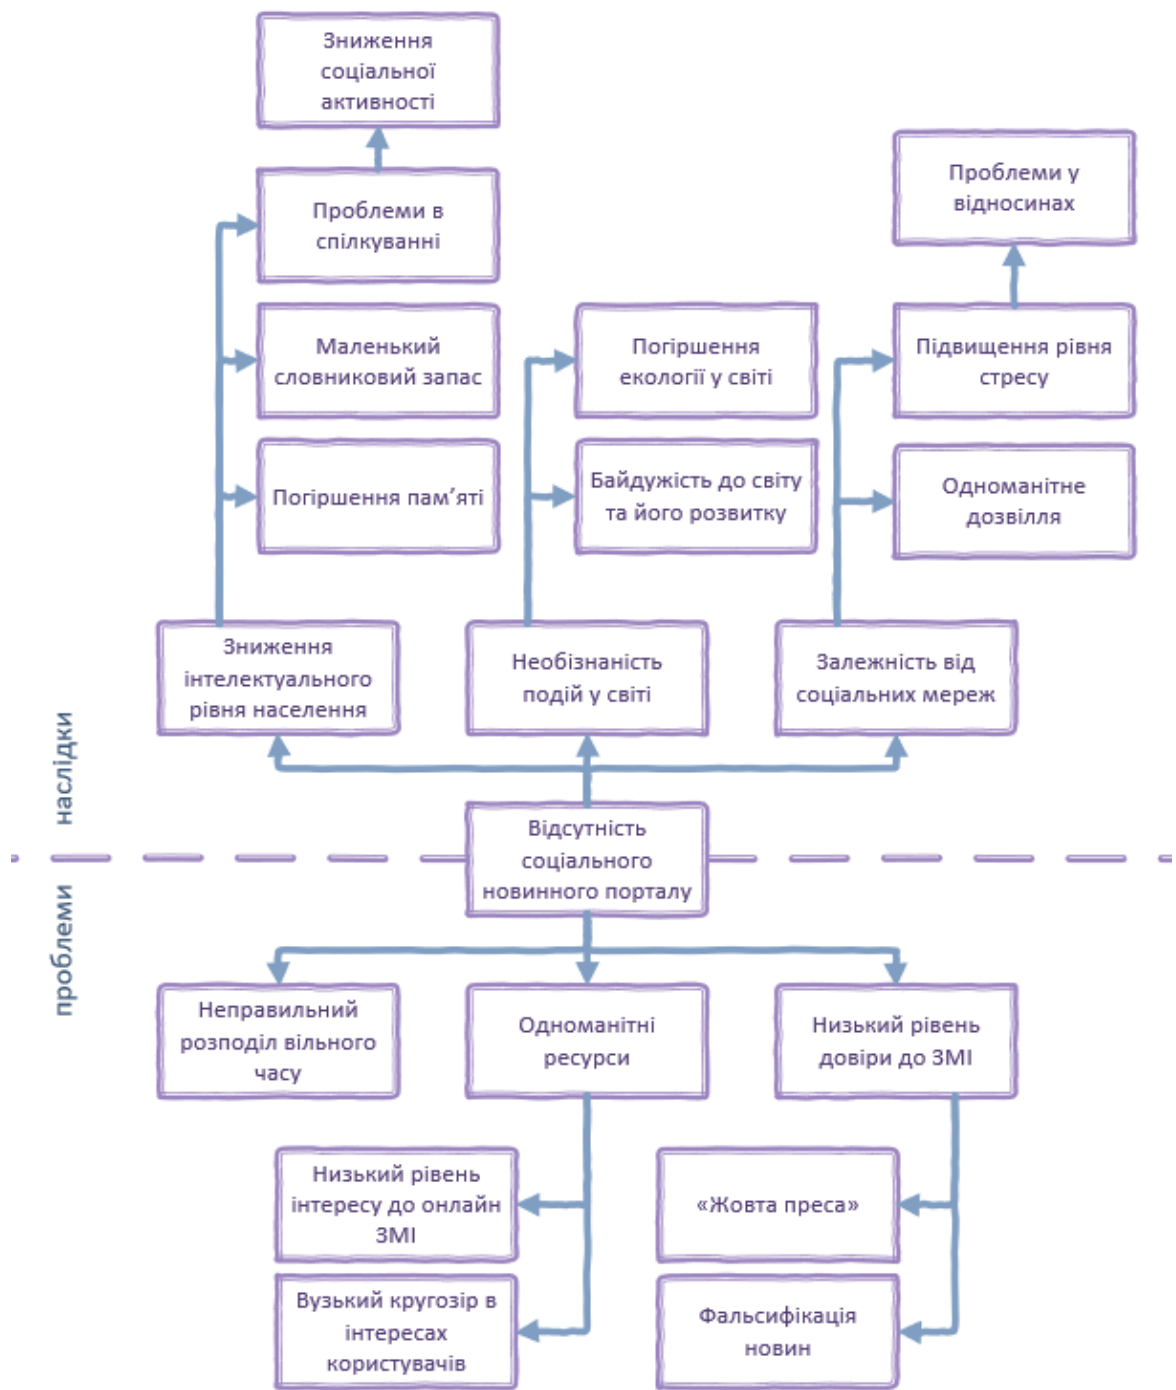 Зниження
соціальної
активності
Проблеми в
спілкуванні
Маленький
словниковий запас
Погіршення пам’яті
Погіршення
екології у світі
Байдужість до світу
та його розвитку
Проблеми у
відносинах
Підвищення рівня
стресу
Одноманітне
дозвілля
Зниження
інтелектуального
рівня населення
Необізнаність
подій у світі
Залежність від
соціальних мереж
наслідки
Відсутність
соціального
новинного порталу
проблеми
Неправильний
розподіл вільного
часу
Одноманітні
ресурси
Низький рівень
довіри до ЗМІ
Низький рівень
інтересу до онлайн
ЗМІ
Вузький кругозір в
інтересах
користувачів
«Жовта преса»
Фальсифікація
новин